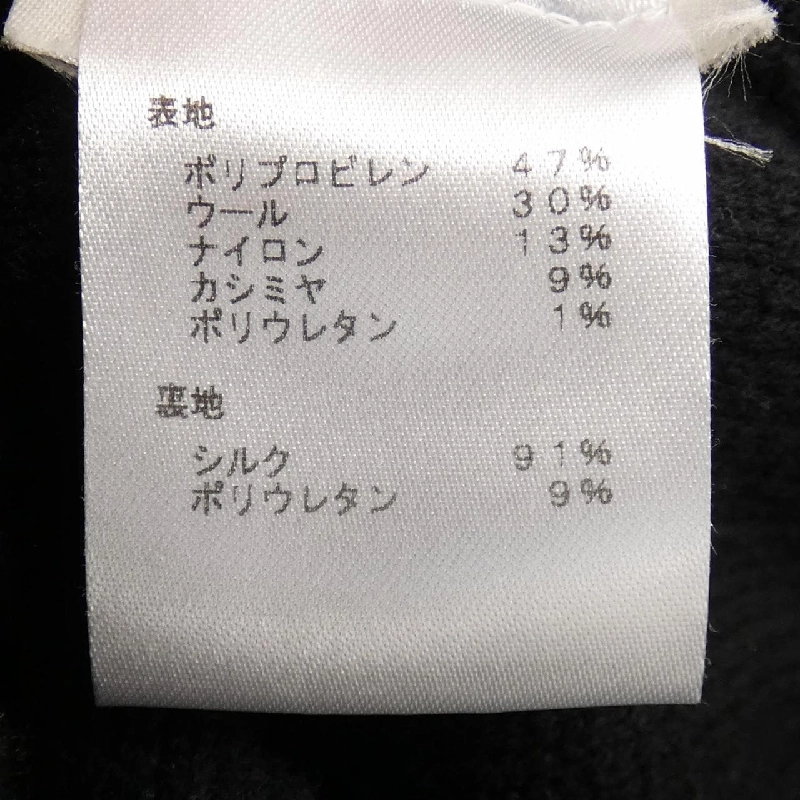 表地
ポリプロピレン 47%
ウール 30%
ナイロン 13%
カシミヤ 9%
ポリウレタン 1%
裏地
シルク 91%
ポリウレタン 9%